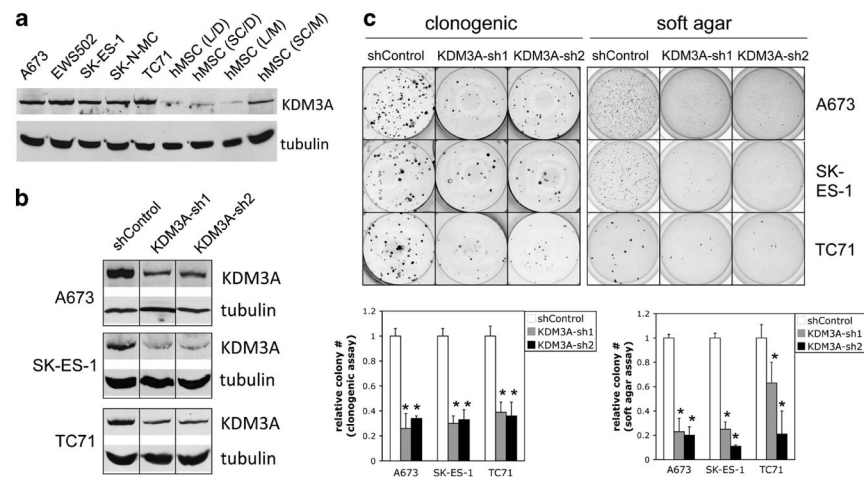 a
A673
EWS502
SK-ES-1
SK-N-MC
TC71
hMSC (L/D)
hMSC (SC/D)
hMSC (L/M)
hMSC (SC/M)
KDM3A
tubulin
b
shControl
KDM3A-sh1
KDM3A-sh2
A673
KDM3A
tubulin
SK-ES-1
KDM3A
tubulin
TC71
KDM3A
tubulin
c
clonogenic
soft agar
shControl KDM3A-sh1 KDM3A-sh2
shControl KDM3A-sh1 KDM3A-sh2
A673
SK-
ES-1
TC71
relative colony #
(clonogenic assay)
1.2
1
0.8
0.6
0.4
0.2
0
* * * * * *
A673 SK-ES-1 TC71
shControl
KDM3A-sh1
KDM3A-sh2
relative colony #
(soft agar assay)
1.2
1
0.8
0.6
0.4
0.2
0
* * * * * *
A673 SK-ES-1 TC71
shControl
KDM3A-sh1
KDM3A-sh2